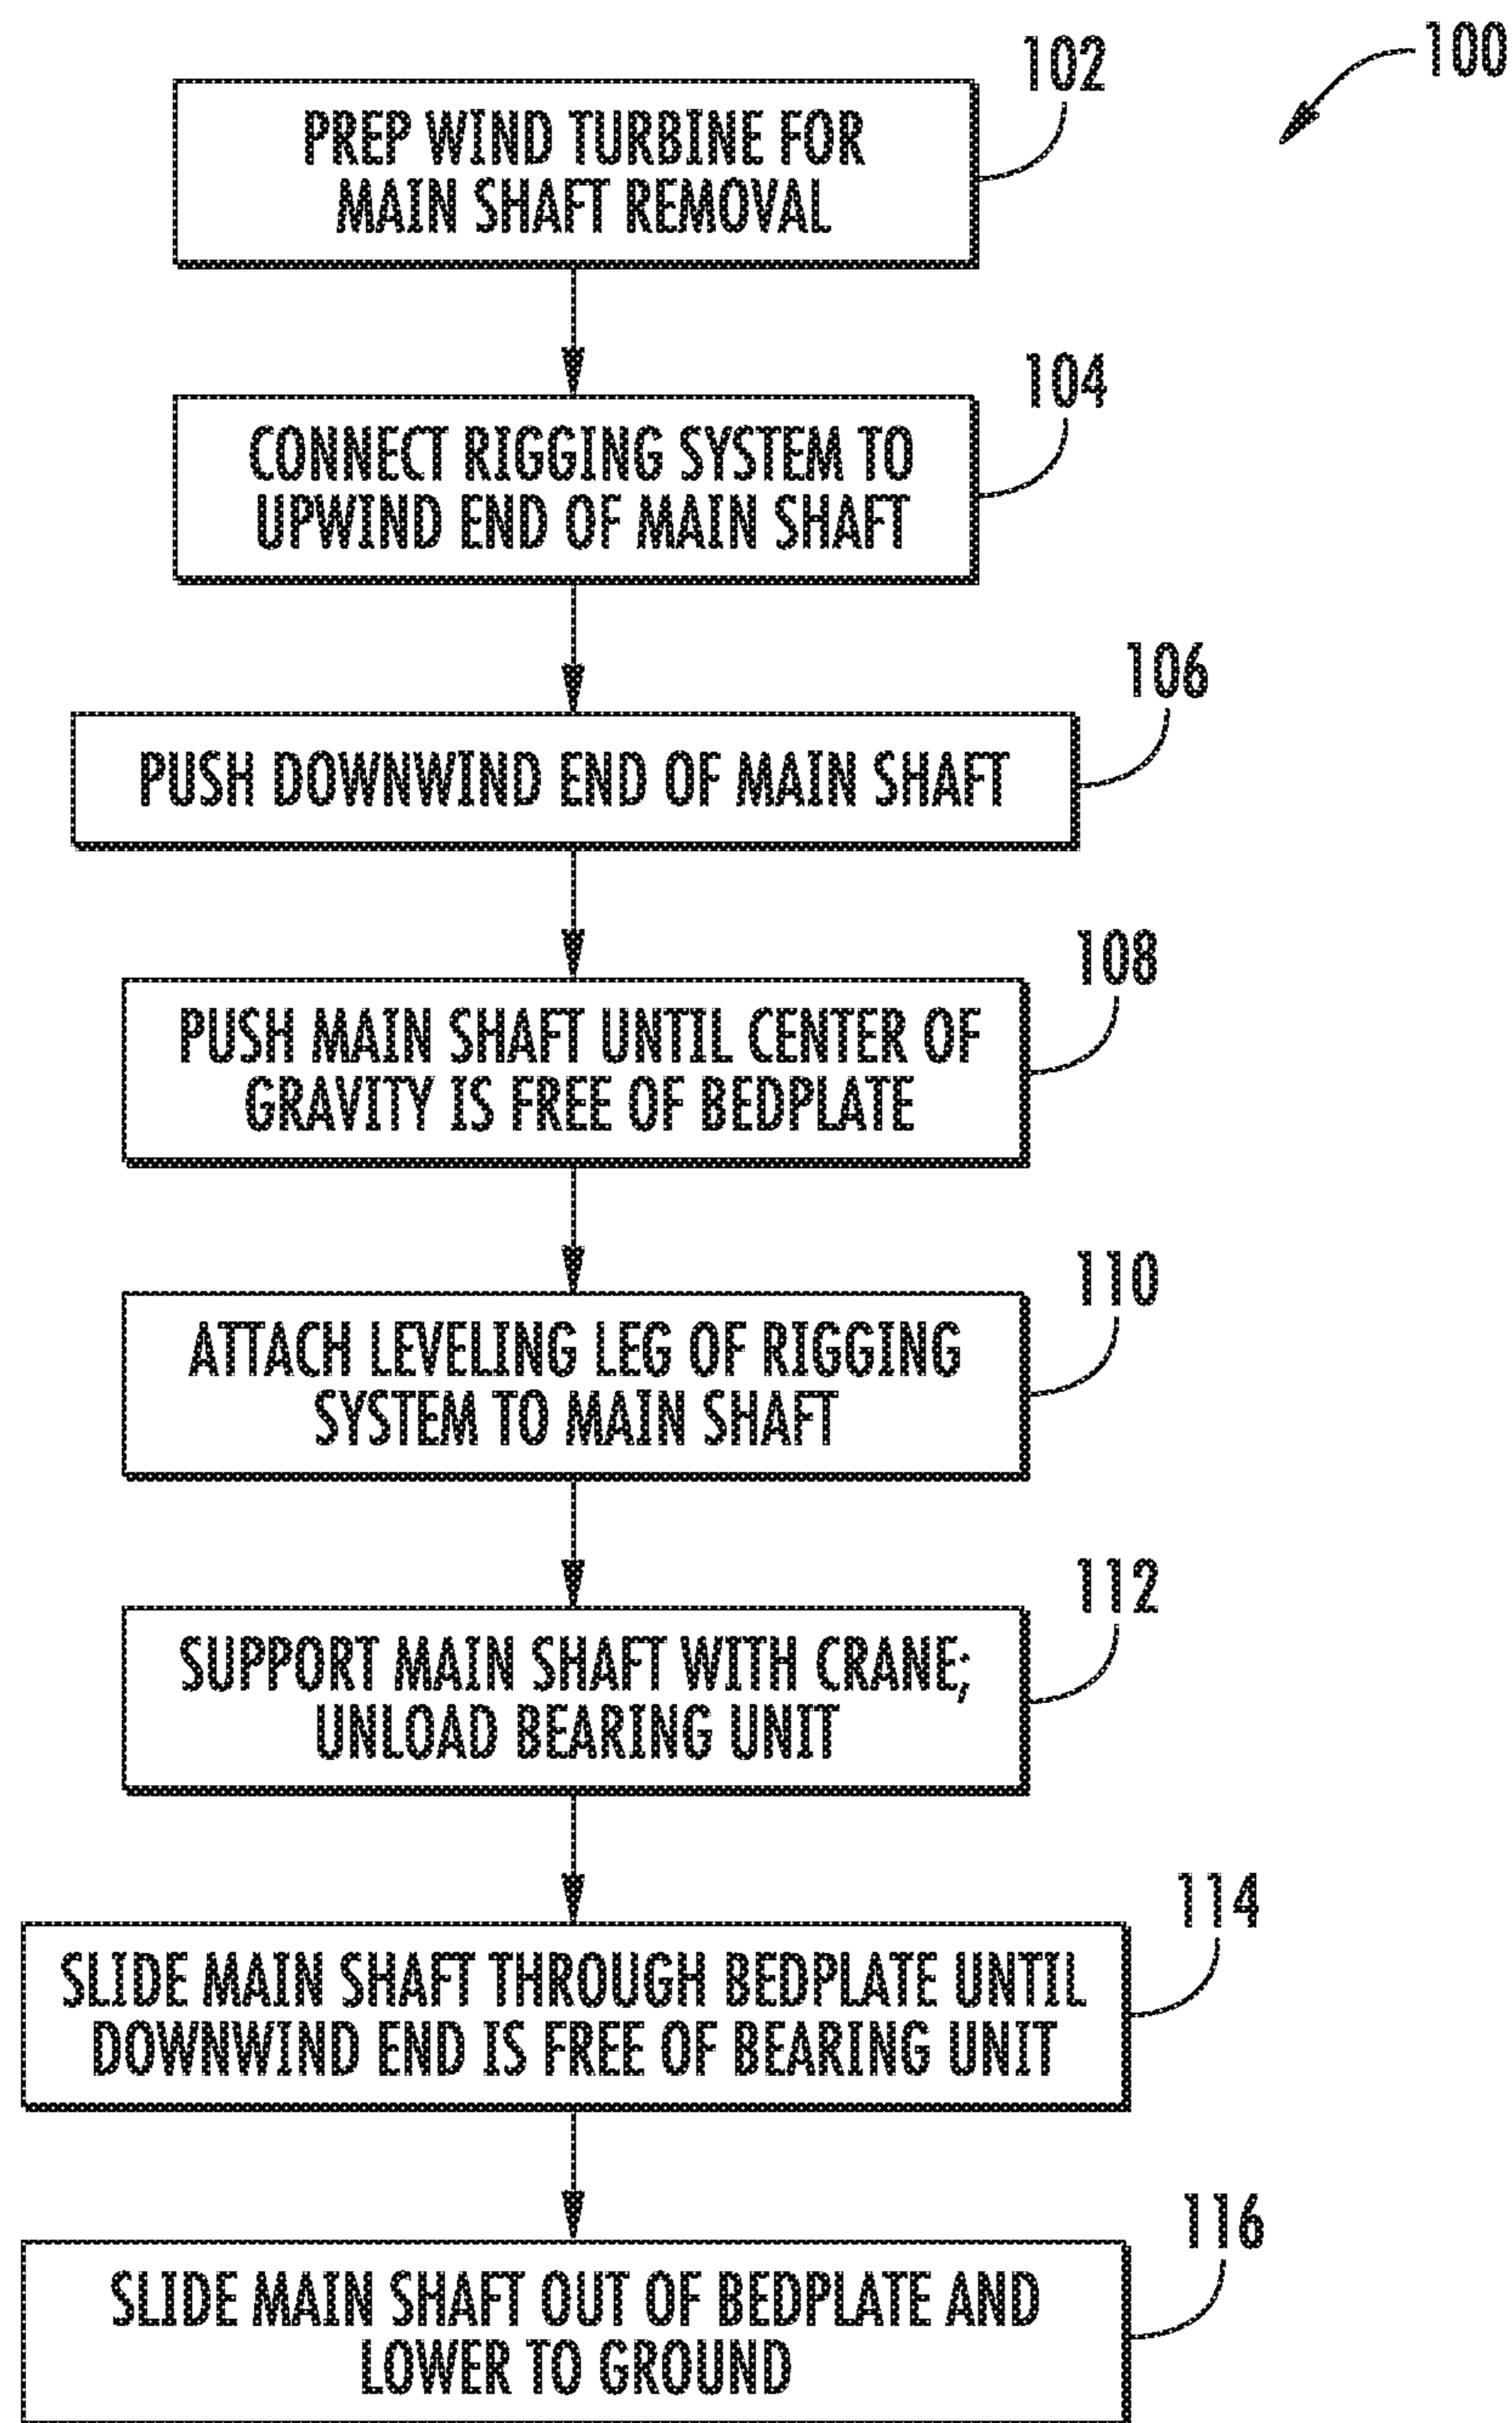 100
102
PREP WIND TURBINE FOR
MAIN SHAFT REMOVAL
104
CONNECT RIGGING SYSTEM TO
UPWIND END OF MAIN SHAFT
106
PUSH DOWNWIND END OF MAIN SHAFT
108
PUSH MAIN SHAFT UNTIL CENTER OF
GRAVITY IS FREE OF BEDPLATE
110
ATTACH LEVELING LEG OF RIGGING
SYSTEM TO MAIN SHAFT
112
SUPPORT MAIN SHAFT WITH CRANE;
UNLOAD BEARING UNIT
114
SLIDE MAIN SHAFT THROUGH BEDPLATE UNTIL
DOWNWIND END IS FREE OF BEARING UNIT
116
SLIDE MAIN SHAFT OUT OF BEDPLATE AND
LOWER TO GROUND